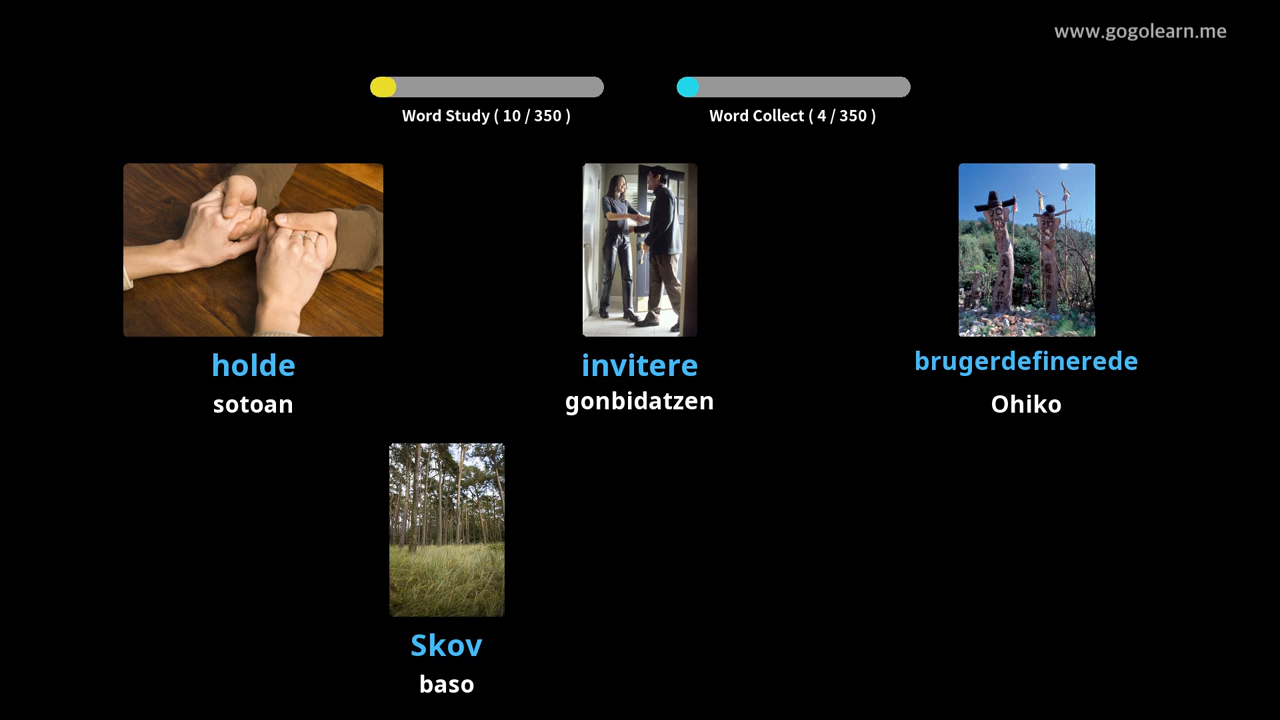 www.gogolearn.me
Word Study ( 10 / 350 )
Word Collect ( 4 / 350 )
holde
sotoan
invitere
gonbidatzen
brugerdefinerede
Ohiko
Skov
baso